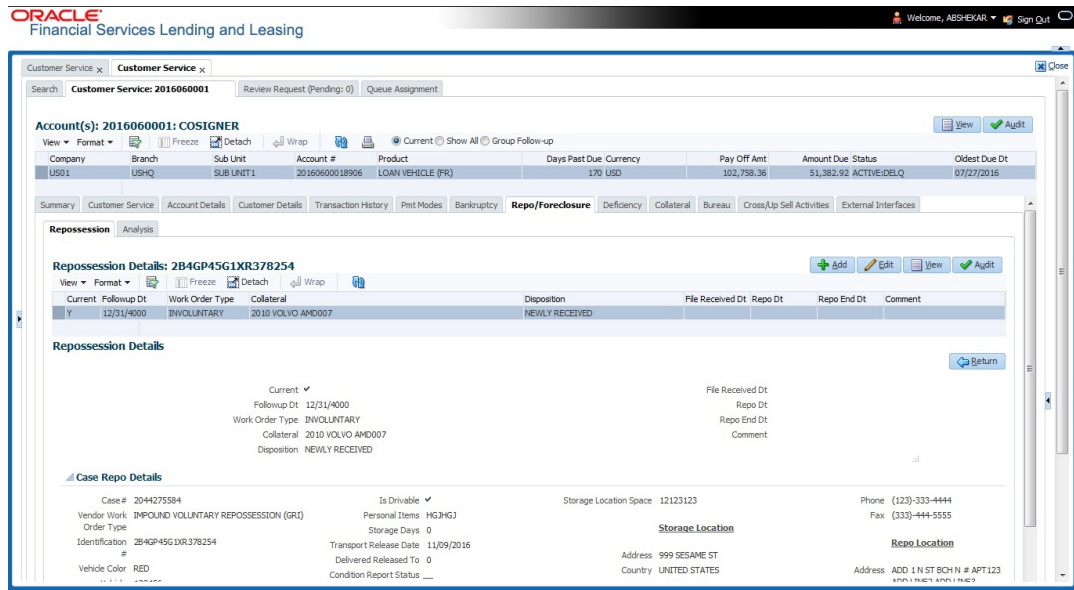 ORACLE
Financial Services Lending and Leasing
Welcome, ABSHEKAR Sign Out
Customer Service x Customer Service x Close
Search Customer Service: 2016060001 Review Request (Pending: 0) Queue Assignment
Account(s): 2016060001: COSIGNER View Audit
View Format Freeze Detach Wrap Current Show All Group Follow-up
Company Branch Sub Unit Account # Product Days Past Due Currency Pay Off Amt Amount Due Status Oldest Due Dt
US01 USHQ SUB UNIT1 20160600018906 LOAN VEHICLE (FR) 170 USD 102,758.36 51,382.92 ACTIVE:DELQ 07/27/2016
Summary Customer Service Account Details Customer Details Transaction History Pmt Modes Bankruptcy Repo/Foreclosure Deficiency Collateral Bureau Cross/Up Sell Activities External Interfaces
Repossession Analysis
Repossession Details: 2B4GP45G1XR378254 Add Edit View Audit
View Format Freeze Detach Wrap
Current Followup Dt Work Order Type Collateral Disposition File Received Dt Repo Dt Repo End Dt Comment
Y 12/31/4000 INVOLUNTARY 2010 VOLVO AMD007 NEWLY RECEIVED
Repossession Details
Return
Current File Received Dt
Followup Dt 12/31/4000 Repo Dt
Work Order Type INVOLUNTARY Repo End Dt
Collateral 2010 VOLVO AMD007 Comment
Disposition NEWLY RECEIVED
Case Repo Details
Case# 2044275584 Is Drivable Storage Location Space 12123123 Phone (123)-333-4444
Vendor Work Order Type IMPOUND VOLUNTARY REPOSSESSION (GRI) Personal Items HGJHGJ Fax (333)-444-5555
Storage Days 0 Storage Location
Identification # 2B4GP45G1XR378254 Transport Release Date 11/09/2016 Repo Location
Delivered Released To 0 Address 999 SESAME ST
Vehicle Color RED Condition Report Status __ Country UNITED STATES Address ADD 1 N ST BCH N # APT123